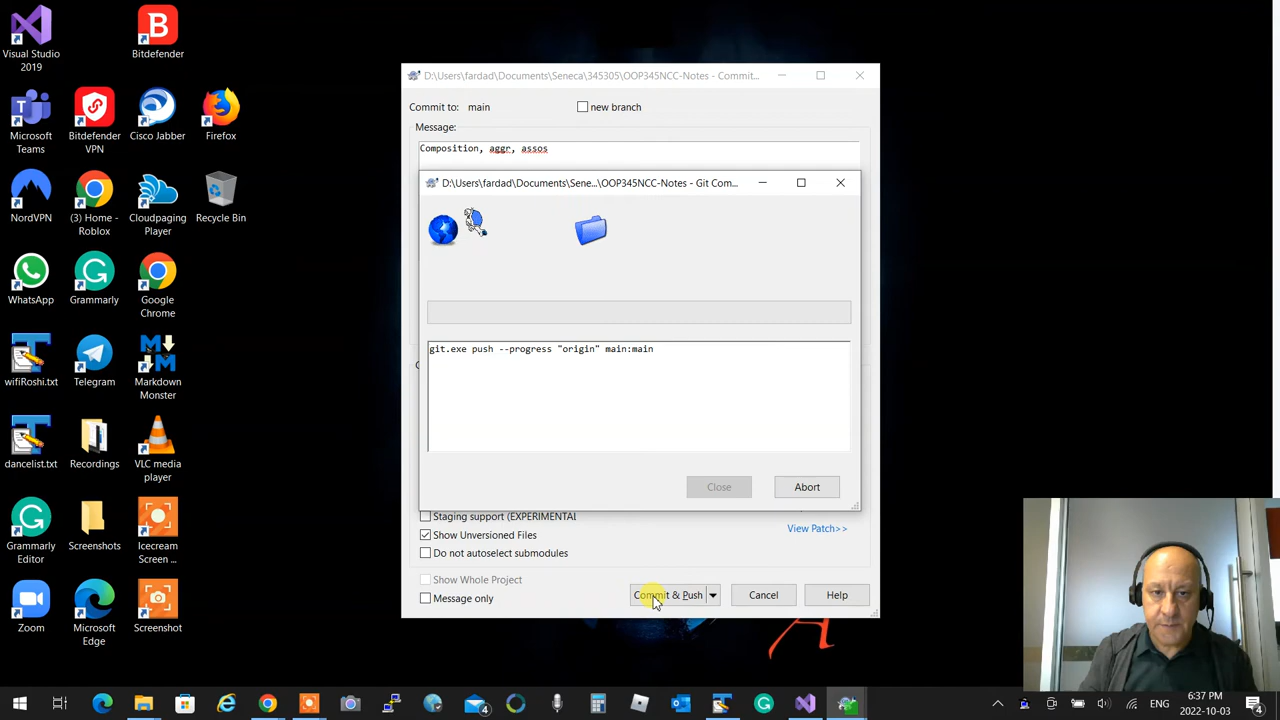 Visual Studio
2019
Bitdefender
Microsoft
Teams
Bitdefender
VPN
Cisco Jabber
Firefox
NordVPN
(3) Home -
Roblox
Cloudpaging
Player
Recycle Bin
WhatsApp
Grammarly
Google
Chrome
wifiRoshi.txt
Telegram
Markdown
Monster
dancelist.txt
Recordings
VLC media
player
Grammarly
Editor
Screenshots
Icecream
Screen ...
Zoom
Microsoft
Edge
Screenshot
D:\Users\fardad\Documents\Seneca\345305\OOP345NCC-Notes - Commit...
Commit to: main
new branch
Message:
Composition, aggr, assos
D:\Users\fardad\Documents\Sene...\OOP345NCC-Notes - Git Com...
git.exe push --progress "origin" main:main
Close
Abort
Staging support (EXPERIMENTAL
View Patch>>
Show Unversioned Files
Do not autoselect submodules
Show Whole Project
Message only
Commit & Push
Cancel
Help
A
4
ENG
6:37 PM
2022-10-03
4